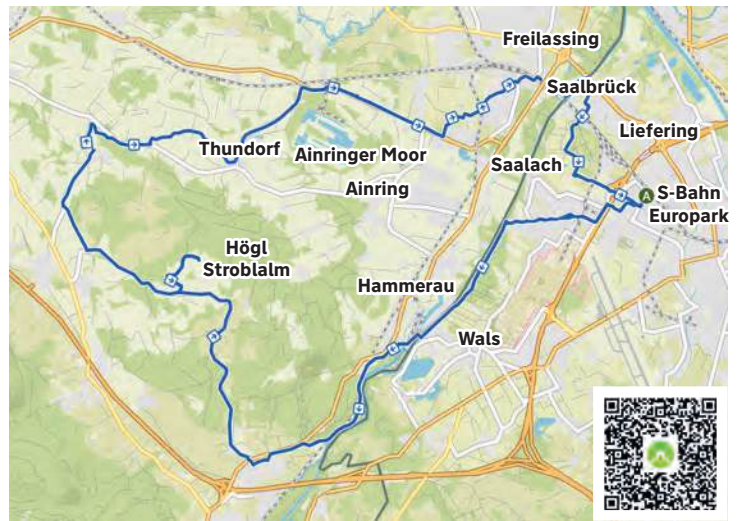 Freilassing
Saalbrück
Liefering
Thundorf
Ainringer Moor
Saalach
Ainring
A
S-Bahn
Europark
Högl
Stroblalm
Hammerau
Wals